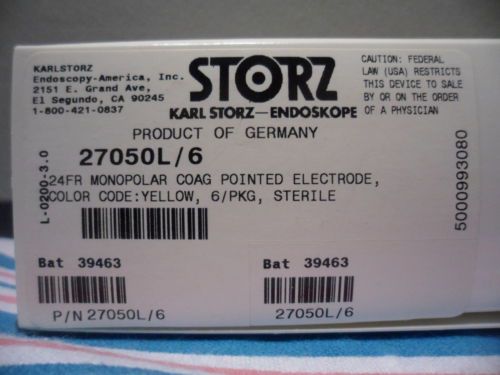 KARLSTORZ
Endoscopy-America, Inc.
2151 E. Grand Ave,
El Segundo, CA 90245
1-800-421-0837
STORZ
KARL STORZ—ENDOSKOPE
CAUTION: FEDERAL
LAW (USA) RESTRICTS
THIS DEVICE TO SALE
BY OR ON THE ORDER
OF A PHYSICIAN
PRODUCT OF GERMANY
27050L/6
24FR MONOPOLAR COAG POINTED ELECTRODE,
COLOR CODE:YELLOW, 6/PKG, STERILE
L-0200-3.0
5000993080
Bat 39463
P/N 27050L/6
Bat 39463
27050L/6